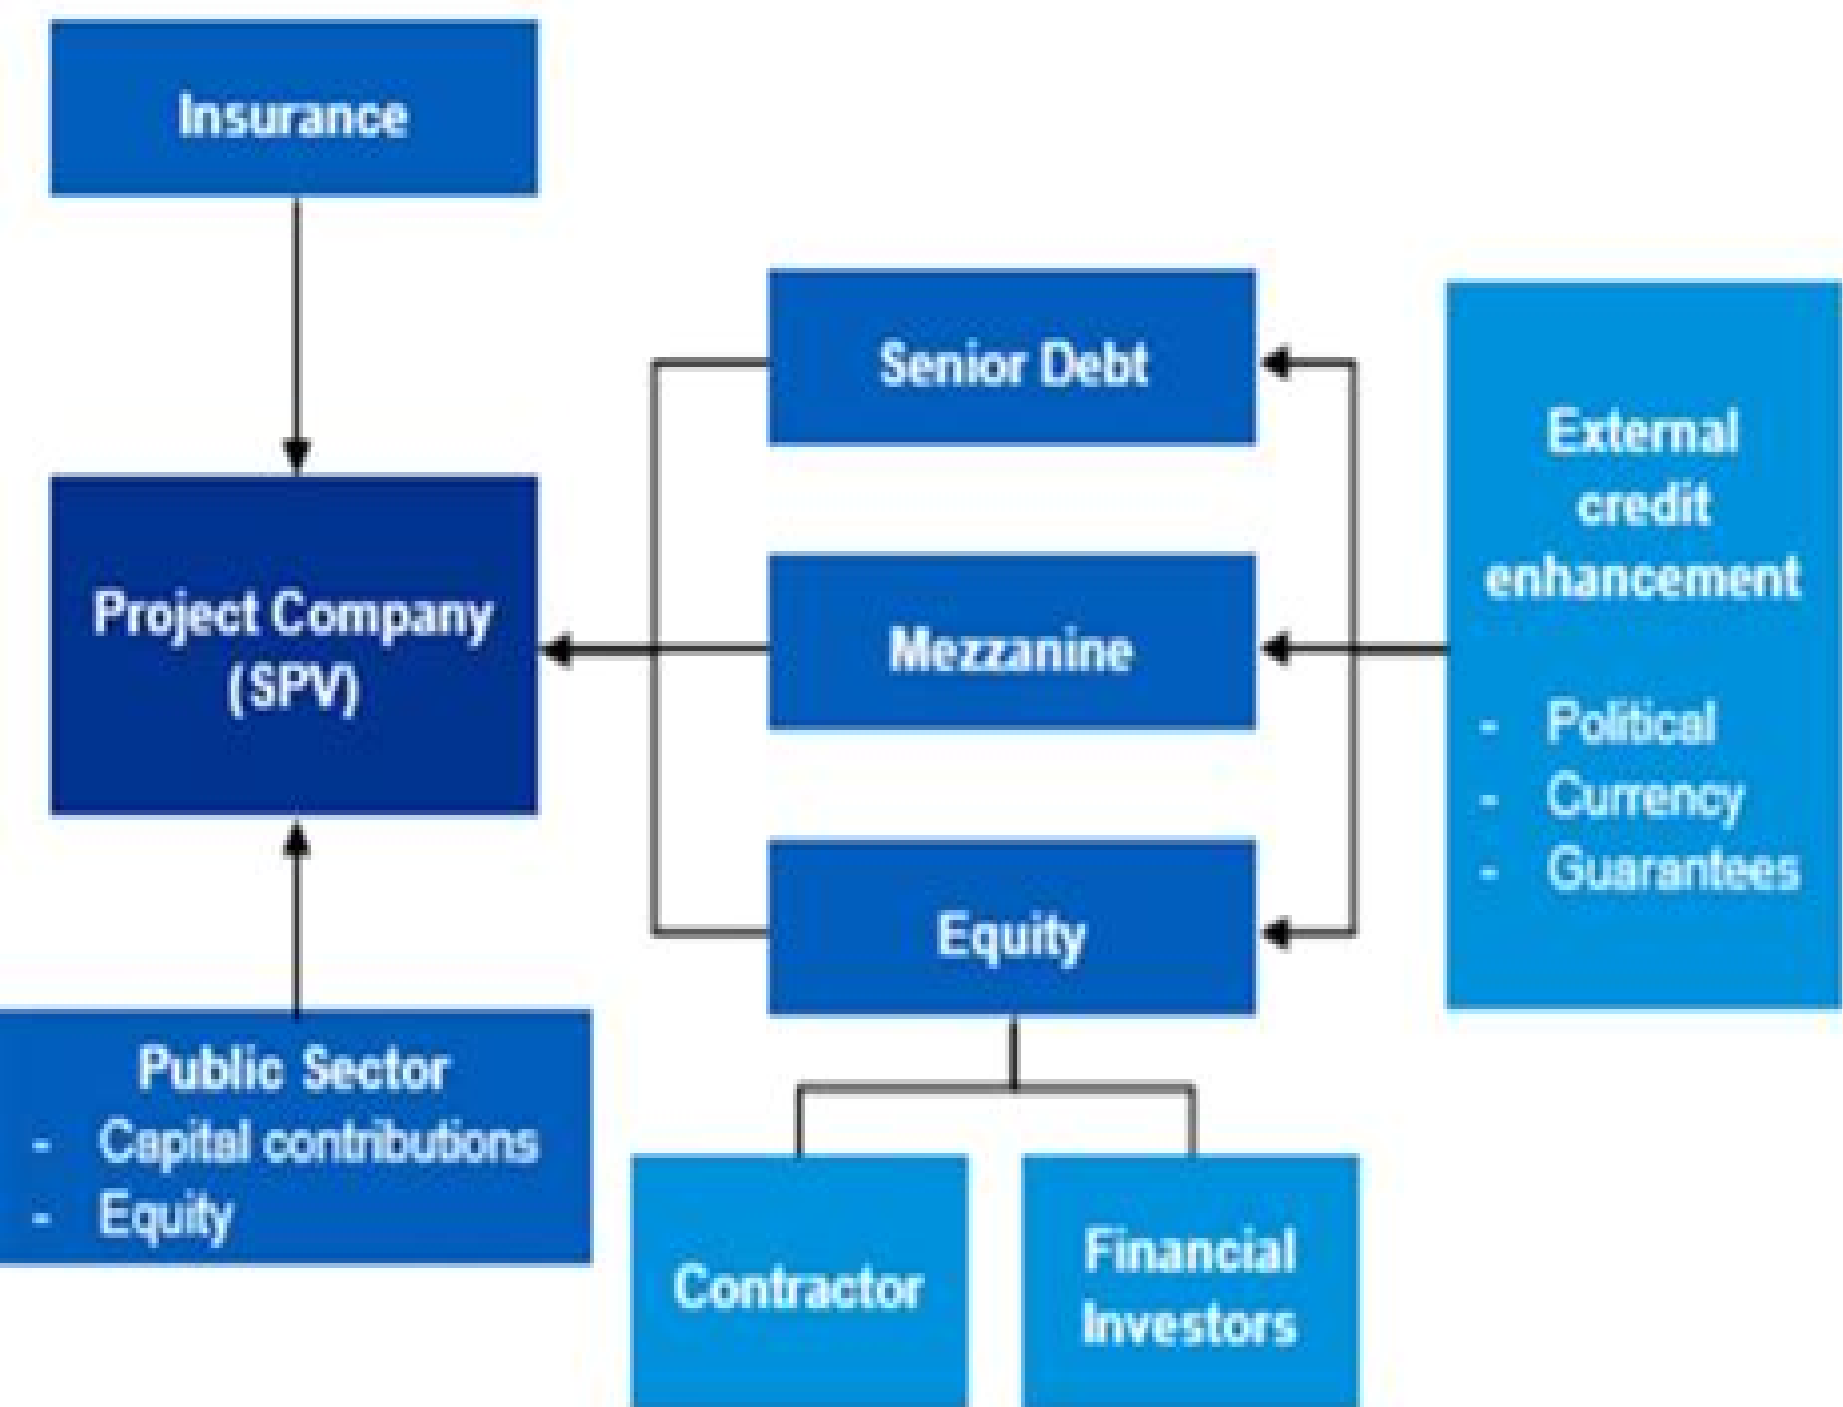 Insurance
Senior Debt
External
credit
enhancement
- Political
- Currency
- Guarantees
Project Company
(SPV)
Mezzanine
Equity
Public Sector
- Capital contributions
- Equity
Contractor
Financial
Investors